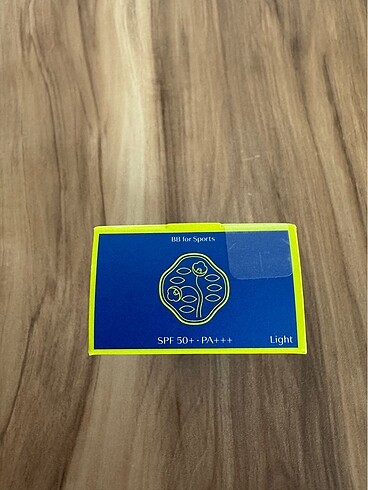 BB for Sports
SPF 50+ · PA+++
Light